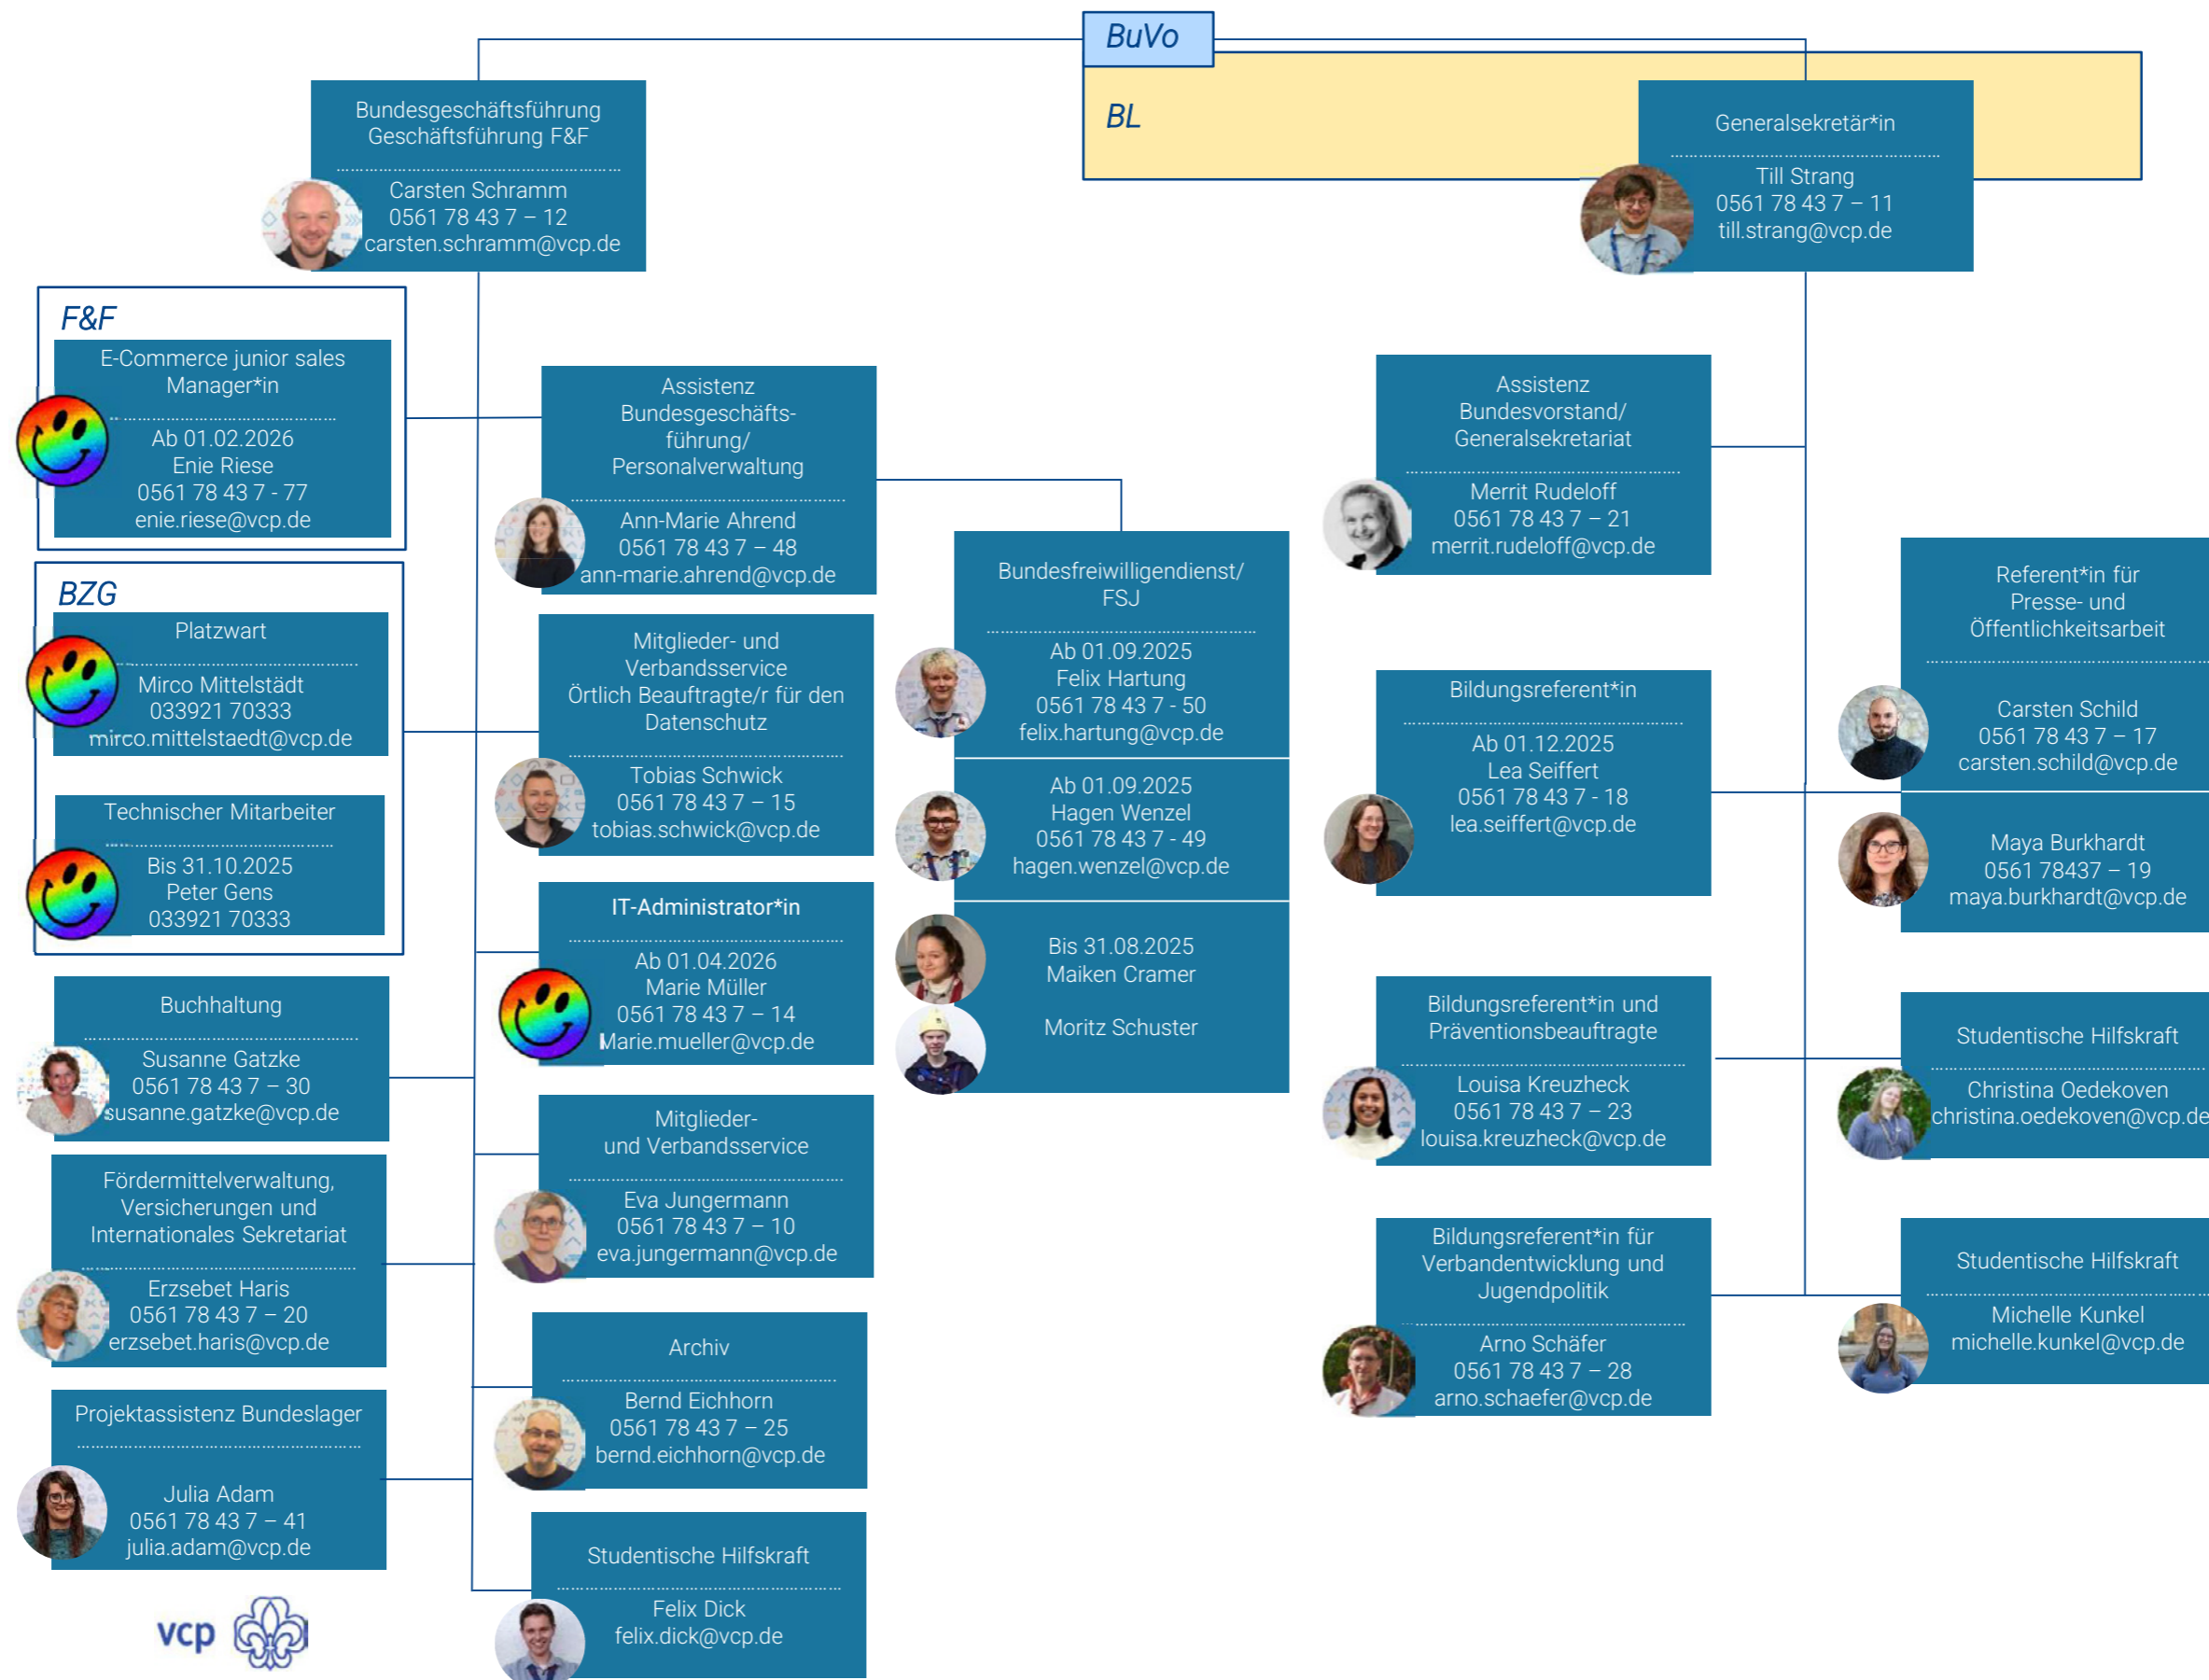 BuVo
BL
Bundesgeschäftsführung
Geschäftsführung F&F
Carsten Schramm
0561 78 43 7 – 12
carsten.schramm@vcp.de
Generalsekretär*in
Till Strang
0561 78 43 7 – 11
till.strang@vcp.de
F&F
E-Commerce junior sales
Manager*in
Ab 01.02.2026
Enie Riese
0561 78 43 7 - 77
enie.riese@vcp.de
BZG
Platzwart
Mirco Mittelstädt
033921 70333
mirco.mittelstaedt@vcp.de
Technischer Mitarbeiter
Bis 31.10.2025
Peter Gens
033921 70333
Buchhaltung
Susanne Gatzke
0561 78 43 7 – 30
susanne.gatzke@vcp.de
Fördermittelverwaltung,
Versicherungen und
Internationales Sekretariat
Erzsebet Haris
0561 78 43 7 – 20
erzsebet.haris@vcp.de
Projektassistenz Bundeslager
Julia Adam
0561 78 43 7 – 41
julia.adam@vcp.de
vcp
Assistenz
Bundesgeschäfts-
führung/
Personalverwaltung
Ann-Marie Ahrend
0561 78 43 7 – 48
ann-marie.ahrend@vcp.de
Mitglieder- und
Verbandsservice
Örtlich Beauftragte/r für den
Datenschutz
Tobias Schwick
0561 78 43 7 – 15
tobias.schwick@vcp.de
IT-Administrator*in
Ab 01.04.2026
Marie Müller
0561 78 43 7 – 14
Marie.mueller@vcp.de
Mitglieder-
und Verbandsservice
Eva Jungermann
0561 78 43 7 – 10
eva.jungermann@vcp.de
Archiv
Bernd Eichhorn
0561 78 43 7 – 25
bernd.eichhorn@vcp.de
Studentische Hilfskraft
Felix Dick
felix.dick@vcp.de
Bundesfreiwilligendienst/
FSJ
Ab 01.09.2025
Felix Hartung
0561 78 43 7 - 50
felix.hartung@vcp.de
Ab 01.09.2025
Hagen Wenzel
0561 78 43 7 - 49
hagen.wenzel@vcp.de
Bis 31.08.2025
Maiken Cramer
Moritz Schuster
Assistenz
Bundesvorstand/
Generalsekretariat
Merrit Rudeloff
0561 78 43 7 – 21
merrit.rudeloff@vcp.de
Bildungsreferent*in
Ab 01.12.2025
Lea Seiffert
0561 78 43 7 - 18
lea.seiffert@vcp.de
Bildungsreferent*in und
Präventionsbeauftragte
Louisa Kreuzheck
0561 78 43 7 – 23
louisa.kreuzheck@vcp.de
Bildungsreferent*in für
Verbandentwicklung und
Jugendpolitik
Arno Schäfer
0561 78 43 7 – 28
arno.schaefer@vcp.de
Referent*in für
Presse- und
Öffentlichkeitsarbeit
Carsten Schild
0561 78 43 7 – 17
carsten.schild@vcp.de
Maya Burkhardt
0561 78437 – 19
maya.burkhardt@vcp.de
Studentische Hilfskraft
Christina Oedekoven
christina.oedekoven@vcp.de
Studentische Hilfskraft
Michelle Kunkel
michelle.kunkel@vcp.de